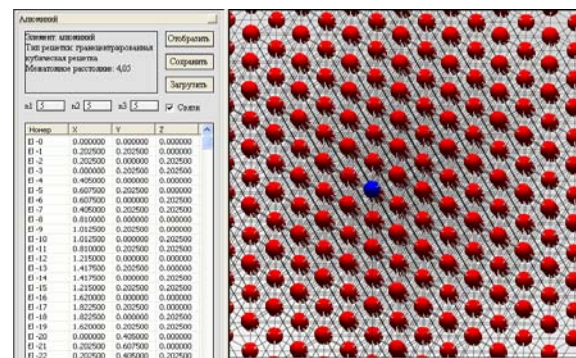 Алюминий
Элемент: алюминий
Тип решетки: гранецентрированная
кубическая решетка
Межатомное расстояние: 4,05
Отобразить
Сохранить
Загрузить
n1 5 n2 5 n3 5 Связи
Номер X Y Z
El -0 0.000000 0.000000 0.000000
El -1 0.202500 0.202500 0.000000
El -2 0.202500 0.000000 0.202500
El -3 0.000000 0.202500 0.202500
El -4 0.405000 0.000000 0.000000
El -5 0.607500 0.202500 0.000000
El -6 0.607500 0.000000 0.202500
El -7 0.405000 0.202500 0.202500
El -8 0.810000 0.000000 0.000000
El -9 1.012500 0.202500 0.000000
El -10 1.012500 0.000000 0.202500
El -11 0.810000 0.202500 0.202500
El -12 1.215000 0.000000 0.000000
El -13 1.417500 0.202500 0.000000
El -14 1.417500 0.000000 0.202500
El -15 1.215000 0.202500 0.202500
El -16 1.620000 0.000000 0.000000
El -17 1.822500 0.202500 0.000000
El -18 1.822500 0.000000 0.202500
El -19 1.620000 0.202500 0.202500
El -20 0.000000 0.405000 0.000000
El -21 0.202500 0.607500 0.000000
El -22 0.202500 0.405000 0.202500